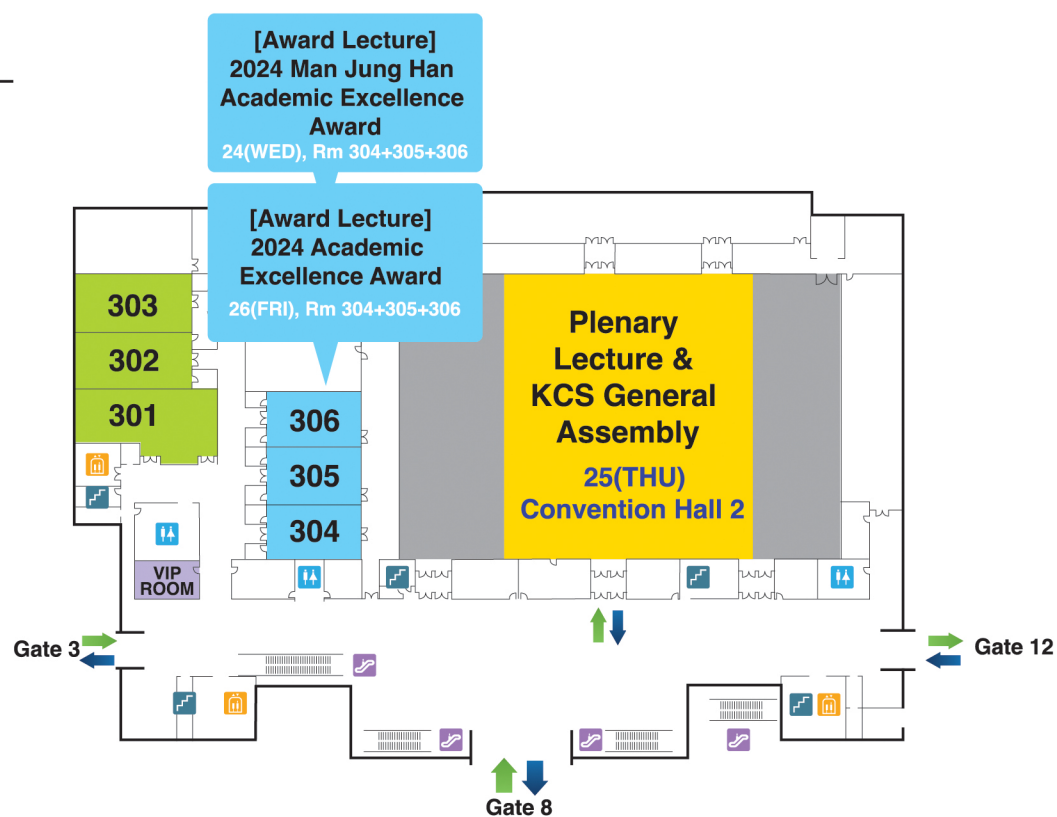 [Award Lecture]
2024 Man Jung Han
Academic Excellence
Award
24(WED), Rm 304+305+306
[Award Lecture]
2024 Academic
Excellence Award
26(FRI), Rm 304+305+306
303
302
301
306
305
304
Plenary
Lecture &
KCS General
Assembly
25(THU)
Convention Hall 2
VIP
ROOM
Gate 3
Gate 12
Gate 8